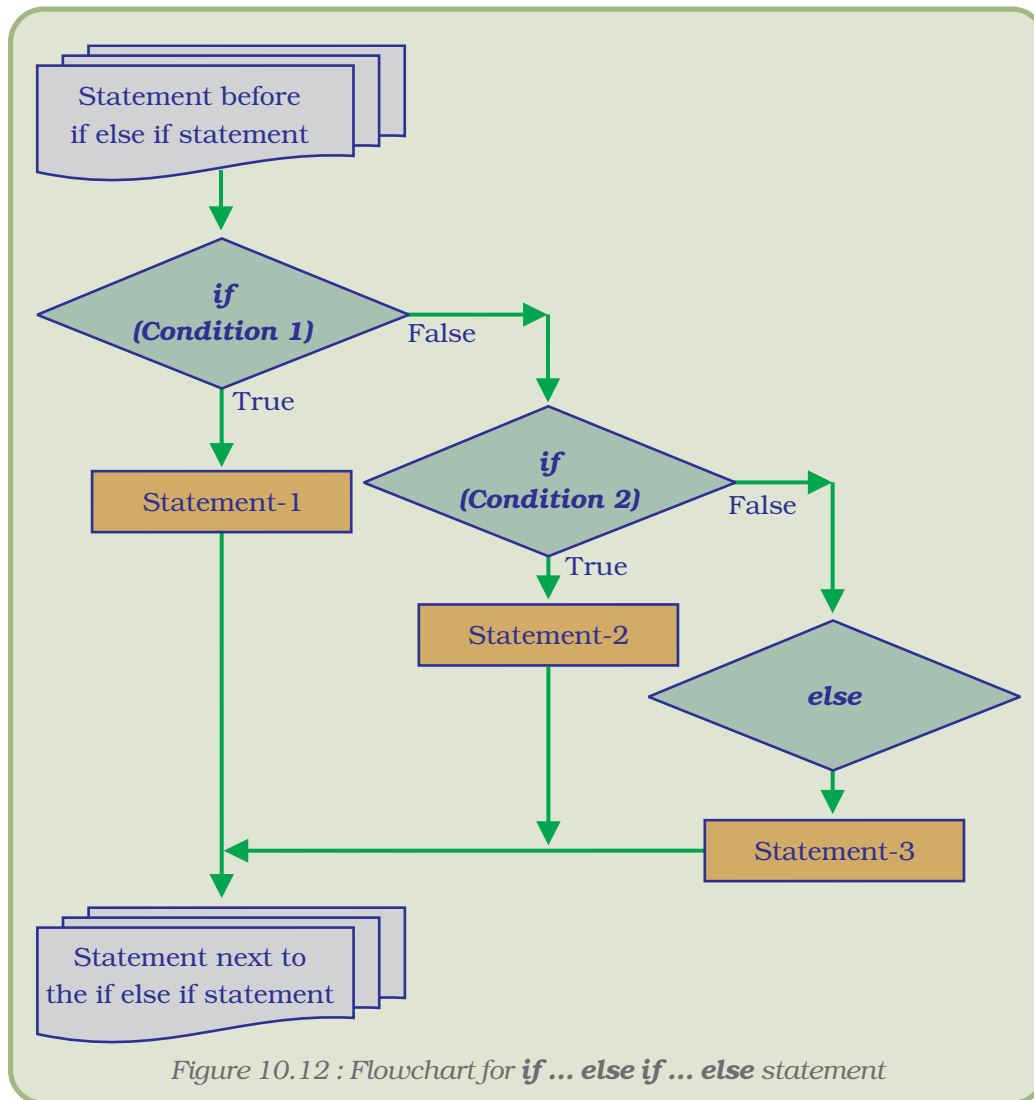 Statement before
if else if statement
if
(Condition 1)
False
True
Statement-1
if
(Condition 2)
False
True
Statement-2
else
Statement-3
Statement next to
the if else if statement
Figure 10.12 : Flowchart for if ... else if ... else statement